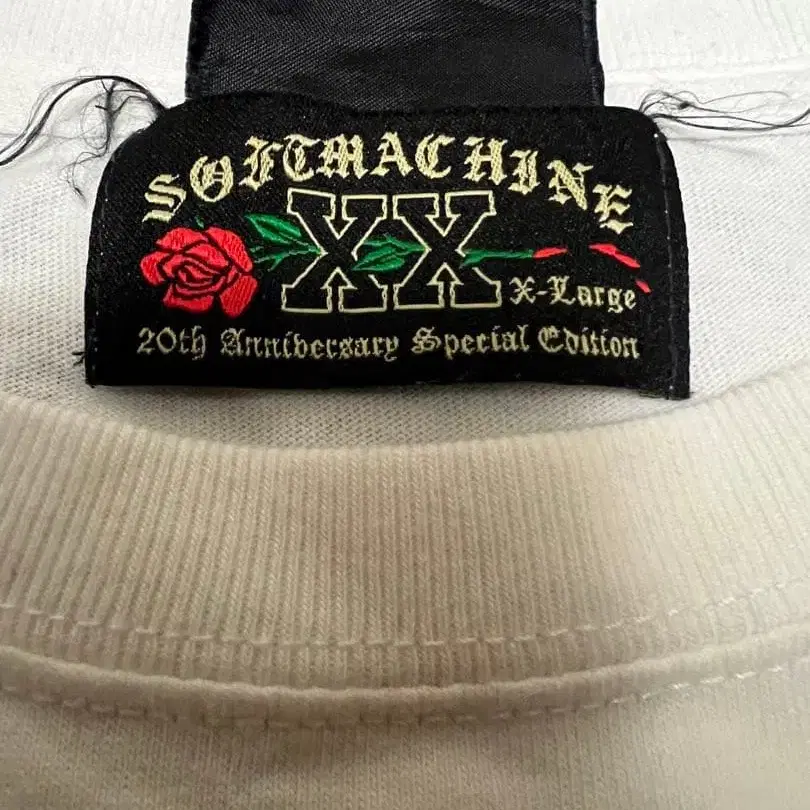 SOFTMACHINE
XX
X-Large
20th Anniversary Special Edition